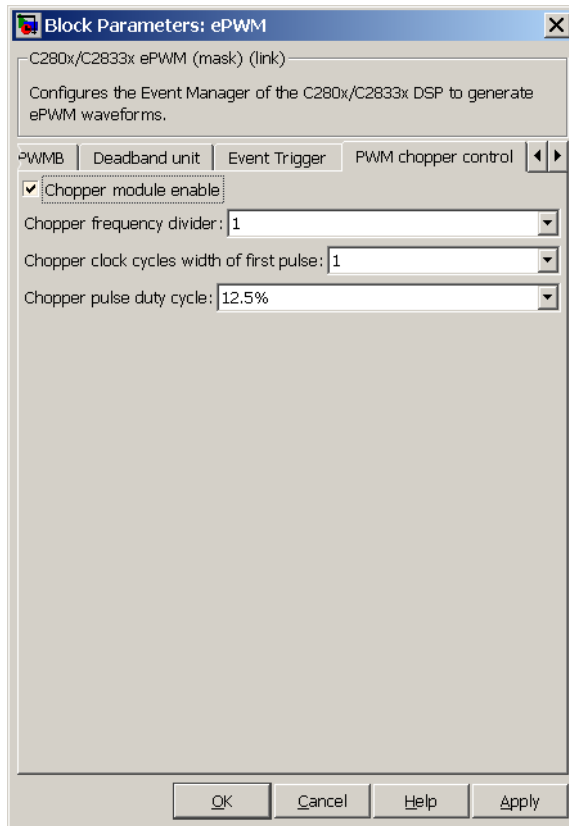 Block Parameters: ePWM
C280x/C2833x ePWM (mask) (link)
Configures the Event Manager of the C280x/C2833x DSP to generate
ePWM waveforms.
PWMB Deadband unit Event Trigger PWM chopper control
Chopper module enable
Chopper frequency divider: 1
Chopper clock cycles width of first pulse: 1
Chopper pulse duty cycle: 12.5%
OK Cancel Help Apply